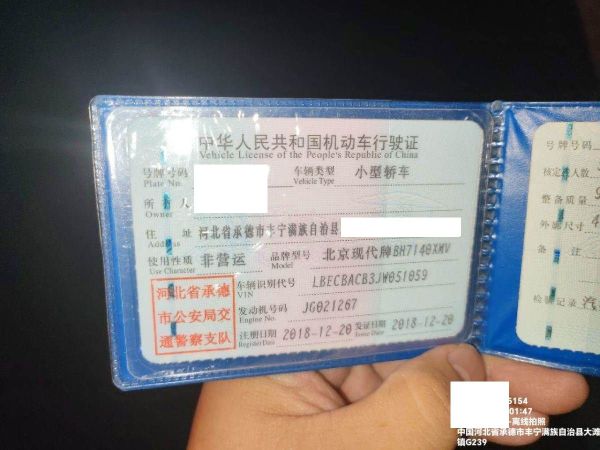 中华人民共和国机动车行驶证
Vehicle License of the People's Republic of China
号牌号码
Plate No.
车辆类型 小型轿车
Vehicle Type
所有人
Owner
住址 河北省承德市丰宁满族自治县
Address
使用性质 非营运
Use Character
品牌型号 北京现代牌BH7140XMV
Model
河北省承德
市公安局交
通警察支队
车辆识别代号 LBECBACB3JW051059
VIN
发动机号码 JG021267
Engine No.
注册日期 2018-12-20
Register Date
发证日期 2018-12-20
Issue Date
号牌号码
核定人数
整备质量
外廓尺寸
备注
检验记录
5154
01:47
离线拍照
中国河北省承德市丰宁满族自治县大滩
镇G239